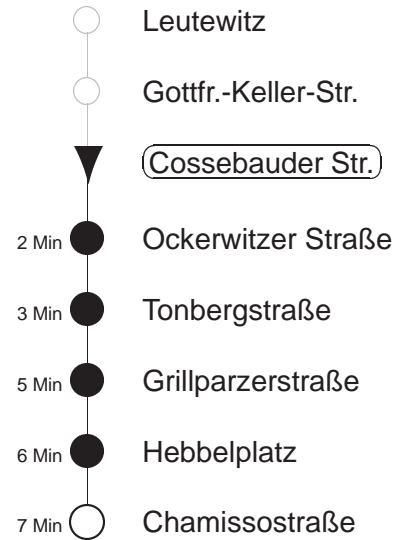 Leutewitz
Gottfr.-Keller-Str.
Cossebauder Str.
2 Min Ockerwitzer Straße
3 Min Tonbergstraße
5 Min Grillparzerstraße
6 Min Hebbelplatz
7 Min Chamissostraße